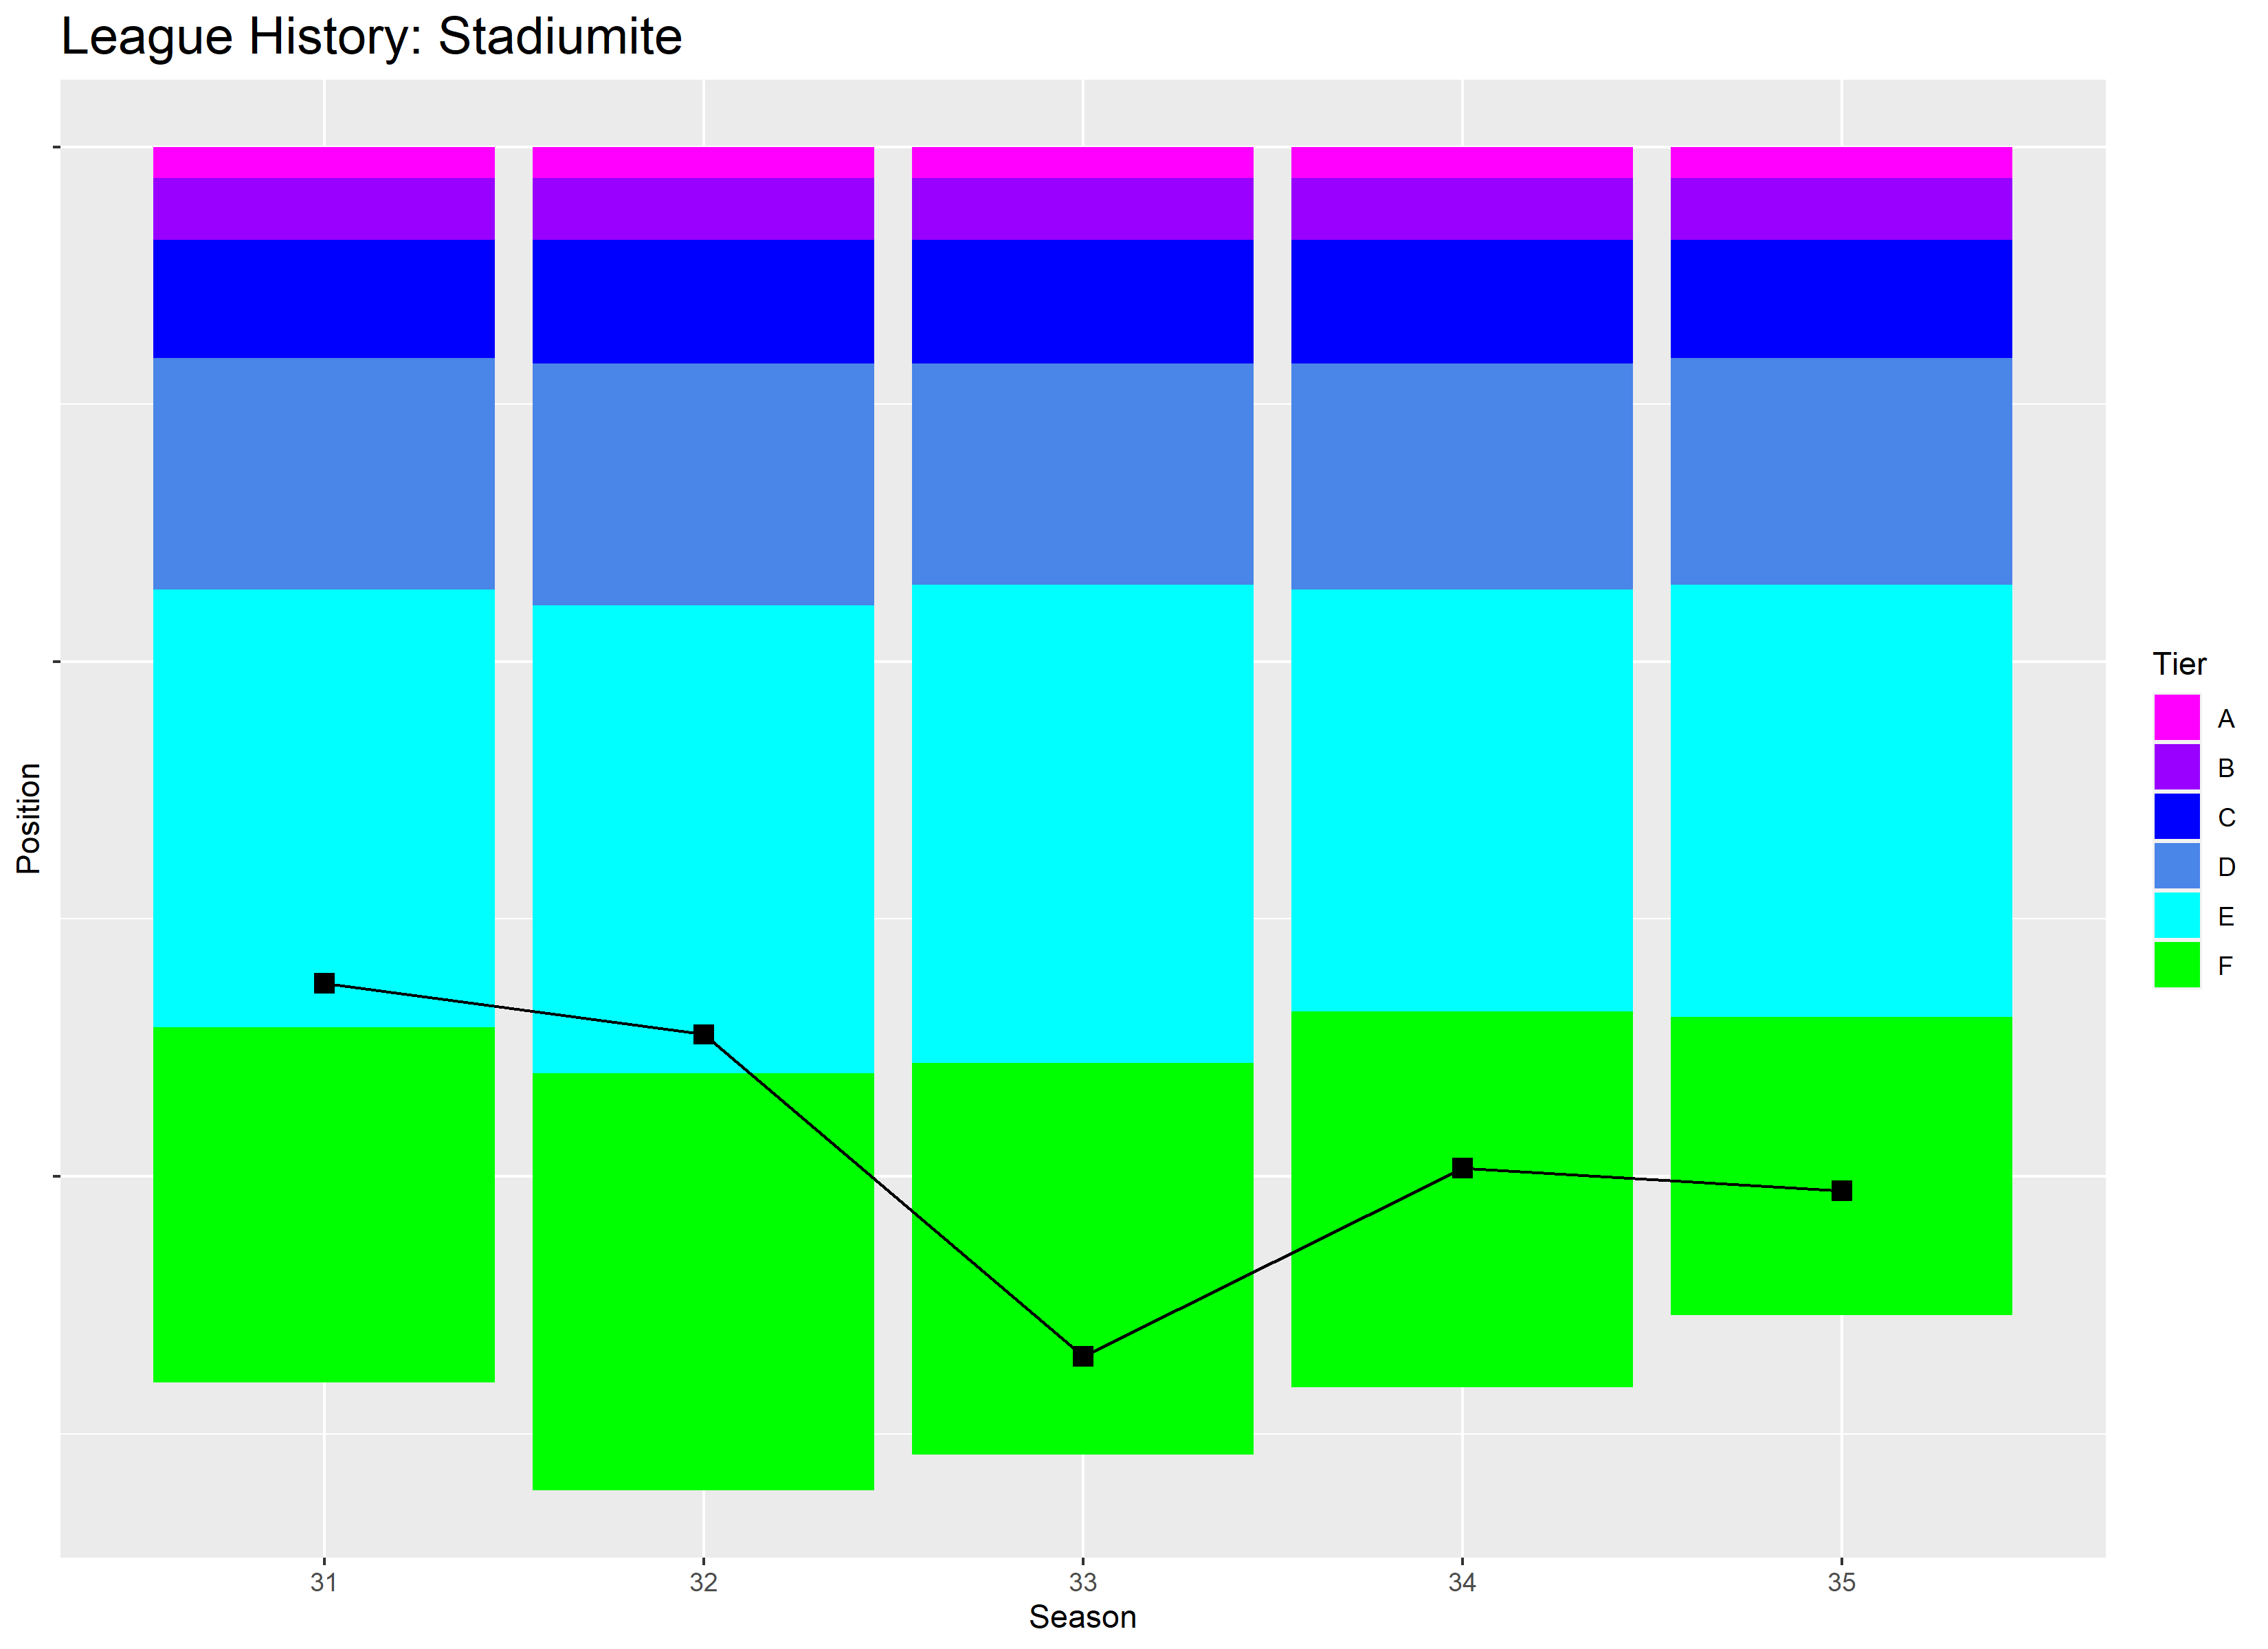 League History: Stadiumite
Position
Tier
A
B
C
D
E
F
31
32
33
34
35
Season